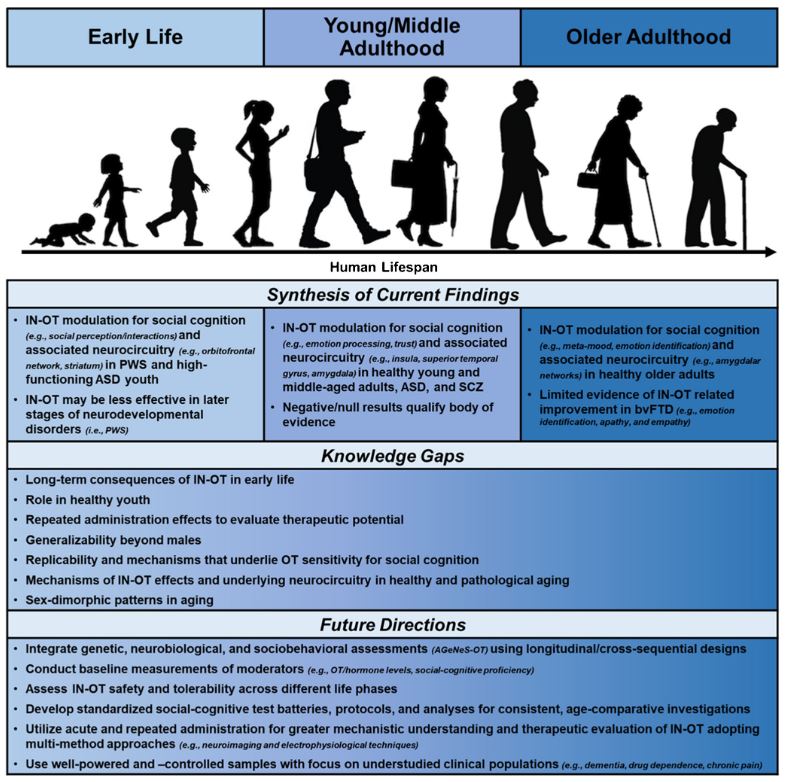 Early Life
Young/Middle
Adulthood
Older Adulthood
Human Lifespan
Synthesis of Current Findings
• IN-OT modulation for social cognition
(e.g., social perception/interactions) and
associated neurocircuitry (e.g., orbitofrontal
network, striatum) in PWS and high-
functioning ASD youth
• IN-OT may be less effective in later
stages of neurodevelopmental
disorders (i.e., PWS)
• IN-OT modulation for social cognition
(e.g., emotion processing, trust) and associated
neurocircuitry (e.g., insula, superior temporal
gyrus, amygdala) in healthy young and
middle-aged adults, ASD, and SCZ
• Negative/null results qualify body of
evidence
• IN-OT modulation for social cognition
(e.g., meta-mood, emotion identification) and
associated neurocircuitry (e.g., amygdalar
networks) in healthy older adults
• Limited evidence of IN-OT related
improvement in bvFTD (e.g., emotion
identification, apathy, and empathy)
Knowledge Gaps
• Long-term consequences of IN-OT in early life
• Role in healthy youth
• Repeated administration effects to evaluate therapeutic potential
• Generalizability beyond males
• Replicability and mechanisms that underlie OT sensitivity for social cognition
• Mechanisms of IN-OT effects and underlying neurocircuitry in healthy and pathological aging
• Sex-dimorphic patterns in aging
Future Directions
• Integrate genetic, neurobiological, and sociobehavioral assessments (AGeNeS-OT) using longitudinal/cross-sequential designs
• Conduct baseline measurements of moderators (e.g., OT/hormone levels, social-cognitive proficiency)
• Assess IN-OT safety and tolerability across different life phases
• Develop standardized social-cognitive test batteries, protocols, and analyses for consistent, age-comparative investigations
• Utilize acute and repeated administration for greater mechanistic understanding and therapeutic evaluation of IN-OT adopting
multi-method approaches (e.g., neuroimaging and electrophysiological techniques)
• Use well-powered and –controlled samples with focus on understudied clinical populations (e.g., dementia, drug dependence, chronic pain)